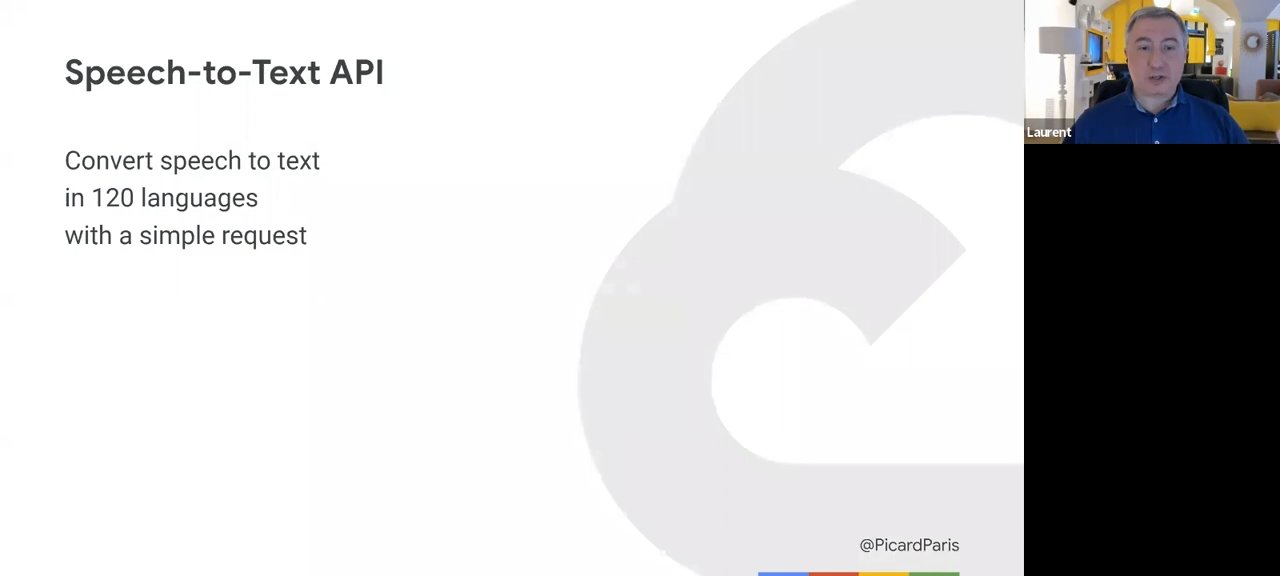 Speech-to-Text API
Convert speech to text
in 120 languages
with a simple request
@PicardParis
Laurent